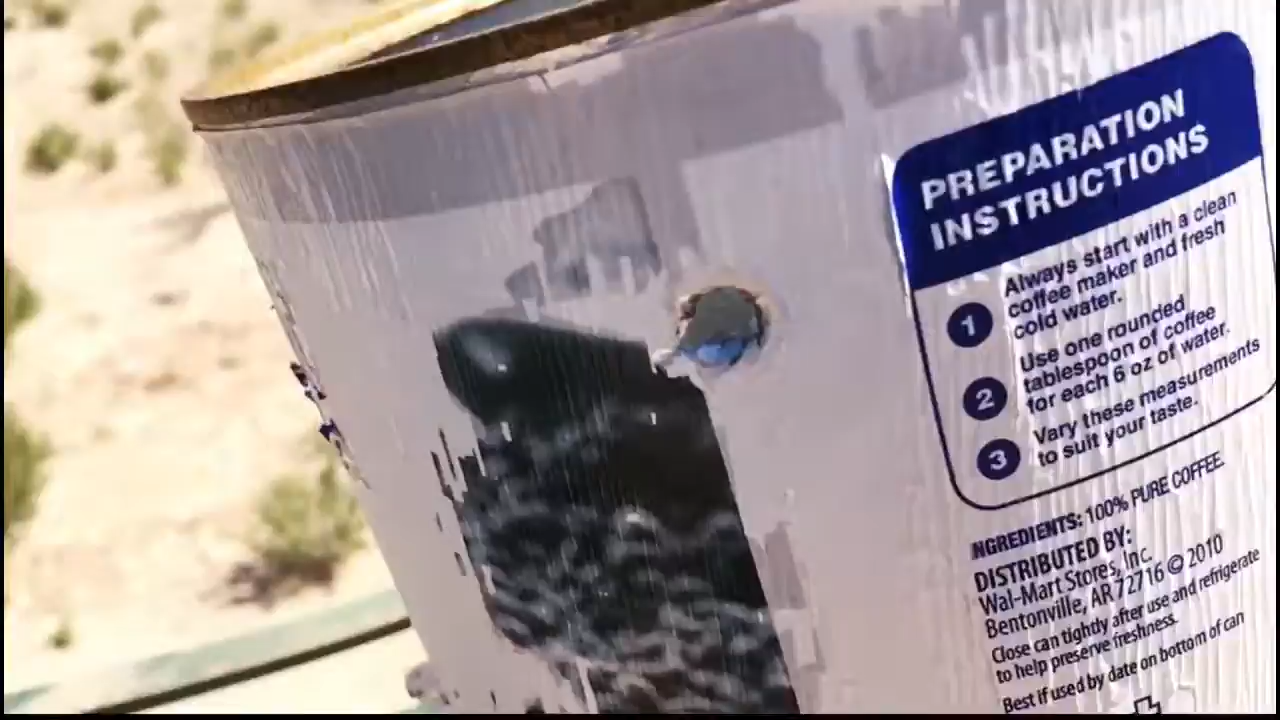 PREPARATION
INSTRUCTIONS
1 Always start with a clean
coffee maker and fresh
cold water.
2 Use one rounded
tablespoon of coffee
for each 6 oz of water.
3 Vary these measurements
to suit your taste.
NGREDIENTS: 100% PURE COFFEE.
DISTRIBUTED BY:
Wal-Mart Stores, Inc.
Bentonville, AR 72716 © 2010
Close can tightly after use and refrigerate
to help preserve freshness.
Best if used by date on bottom of can